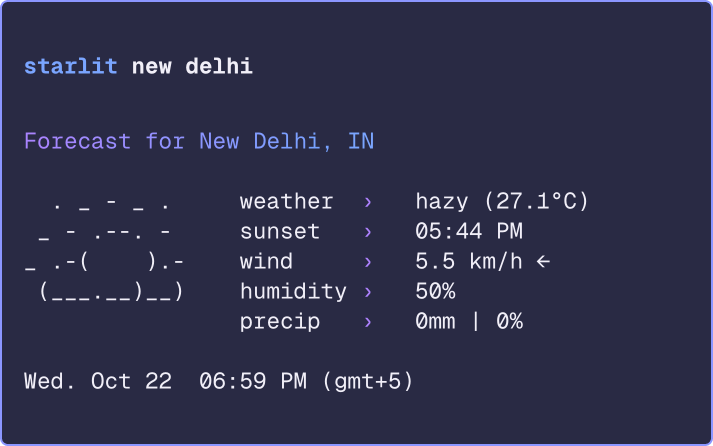 starlit new delhi
Forecast for New Delhi, IN
  . _ - _ .     weather  ›   hazy (27.1°C)
 _ - .--. -     sunset   ›   05:44 PM
_ .-(    ).-    wind     ›   5.5 km/h ←
 (___.__)__)    humidity ›   50%
                precip   ›   0mm | 0%
Wed. Oct 22  06:59 PM (gmt+5)